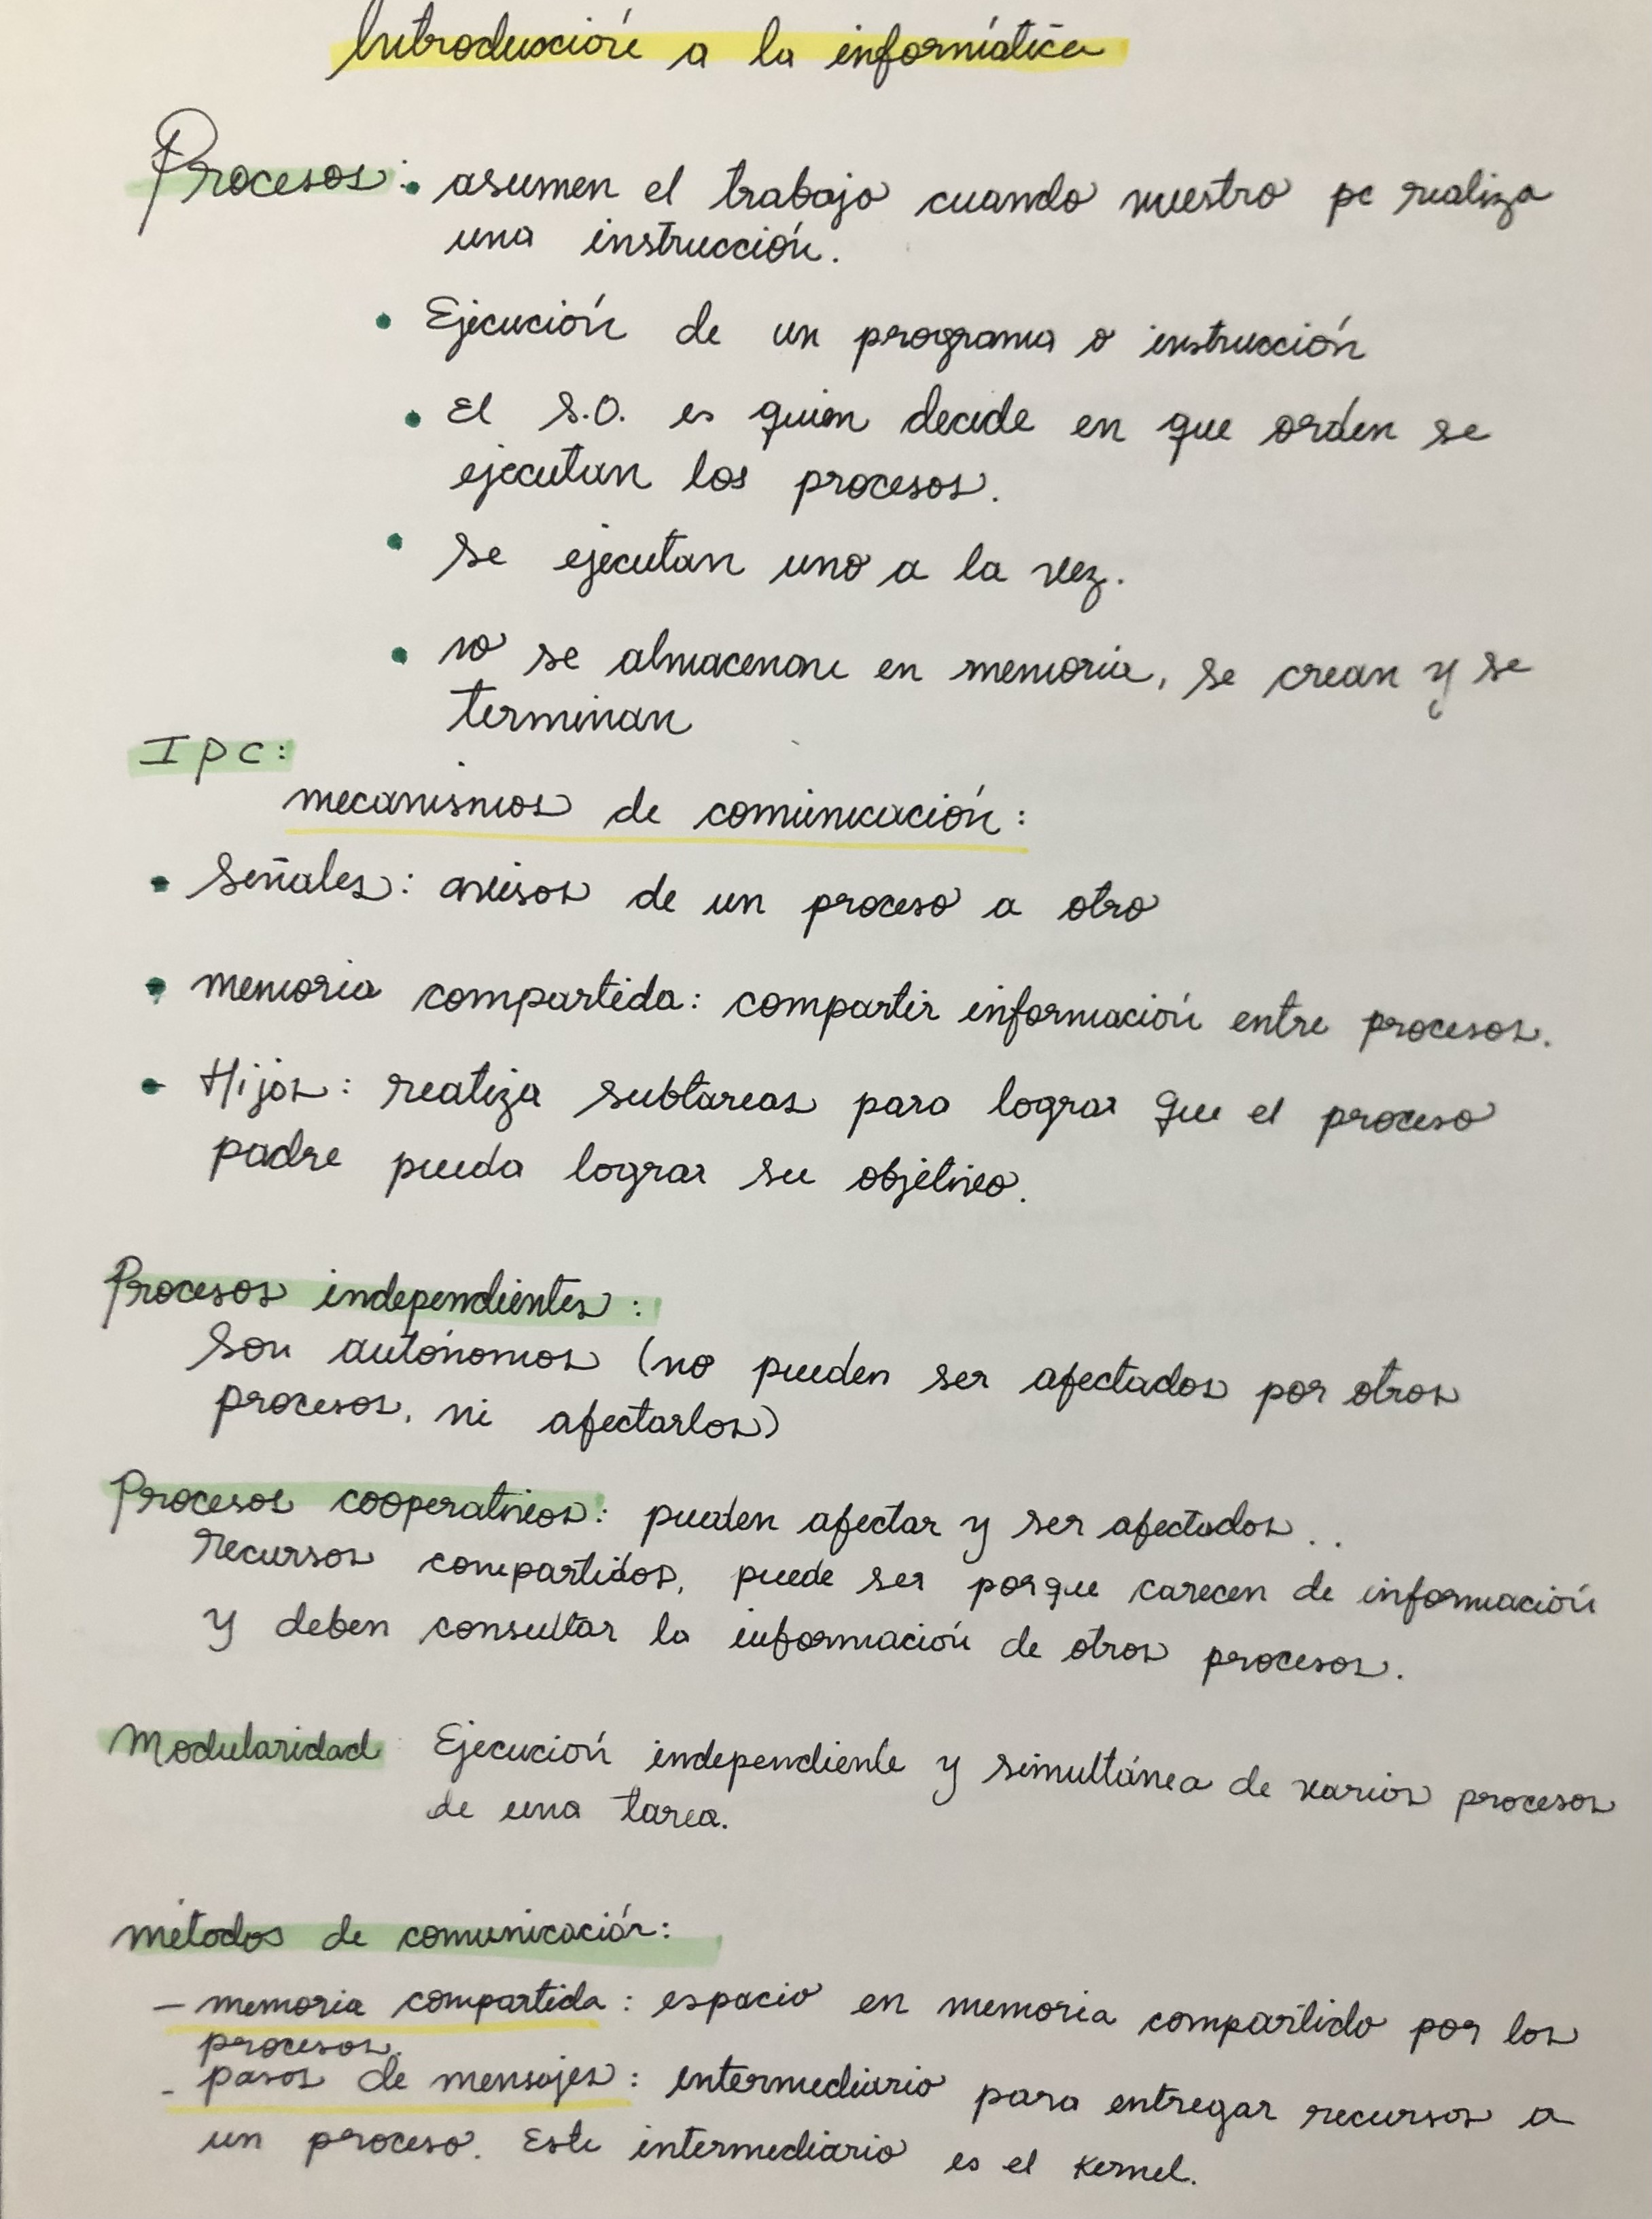 Introducción a la informática
Procesos: • asumen el trabajo cuando nuestro pc realiza
una instrucción.
• Ejecución de un programa o instrucción
• El S.O. es quien decide en que orden se
ejecutan los procesos.
• Se ejecutan uno a la vez.
• no se almacenan en memoria, se crean y se
terminan
Ipc:
mecanismos de comunicación:
• Señales: avisos de un proceso a otro
• memoria compartida: compartir información entre procesos.
• Hijos: realiza subtareas para lograr que el proceso
padre pueda lograr su objetivo.
Procesos independientes:
Son autónomos (no pueden ser afectados por otros
procesos, ni afectarlos)
Procesos cooperativos: pueden afectar y ser afectados..
recursos compartidos, puede ser porque carecen de información
y deben consultar la información de otros procesos.
Modularidad: Ejecución independiente y simultánea de varios procesos
de una tarea.
métodos de comunicación:
– memoria compartida: espacio en memoria compartido por los
procesos.
- pasos de mensajes: intermediario para entregar recursos a
un proceso. Este intermediario es el Kernel.